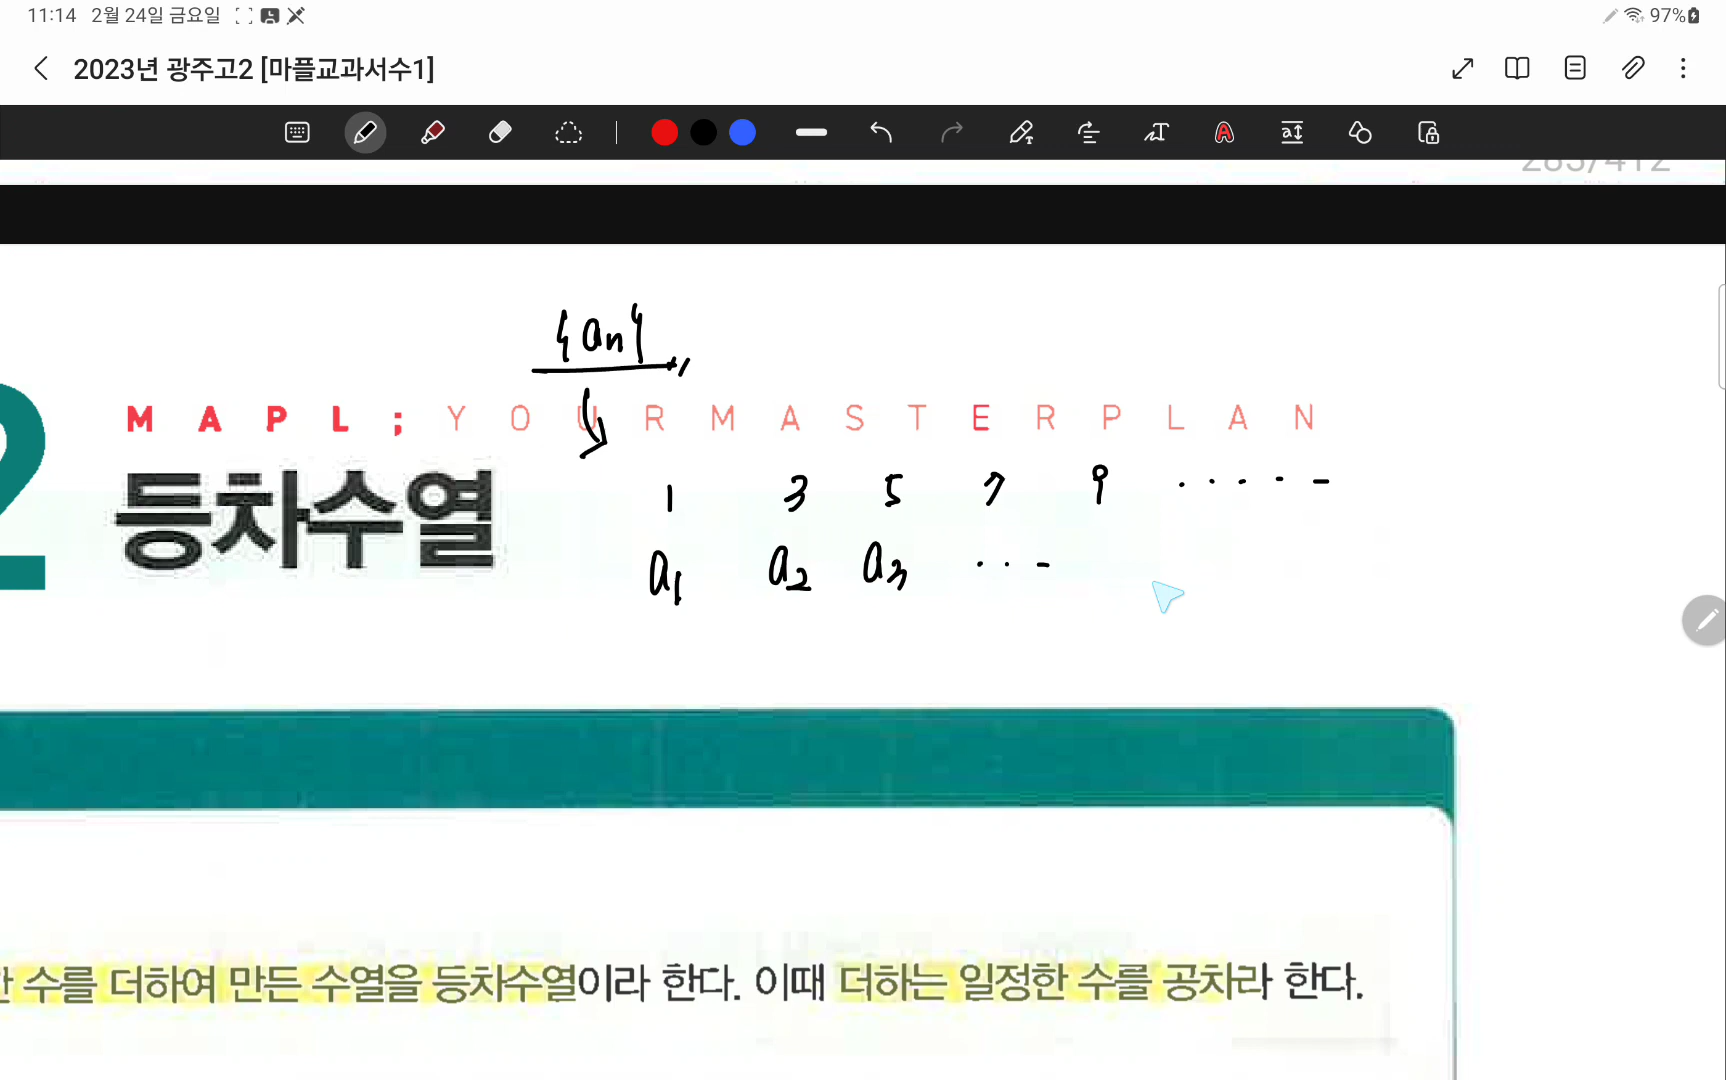 11:14 2월 24일 금요일 97%
2023년 광주고2 [마플교과서수1]
285/412
{an}
MAPL;YOURMASTERPLAN
등차수열
1 3 5 7 9 ·····
a1 a2 a3 ···
수를 더하여 만든 수열을 등차수열이라 한다. 이때 더하는 일정한 수를 공차라 한다.